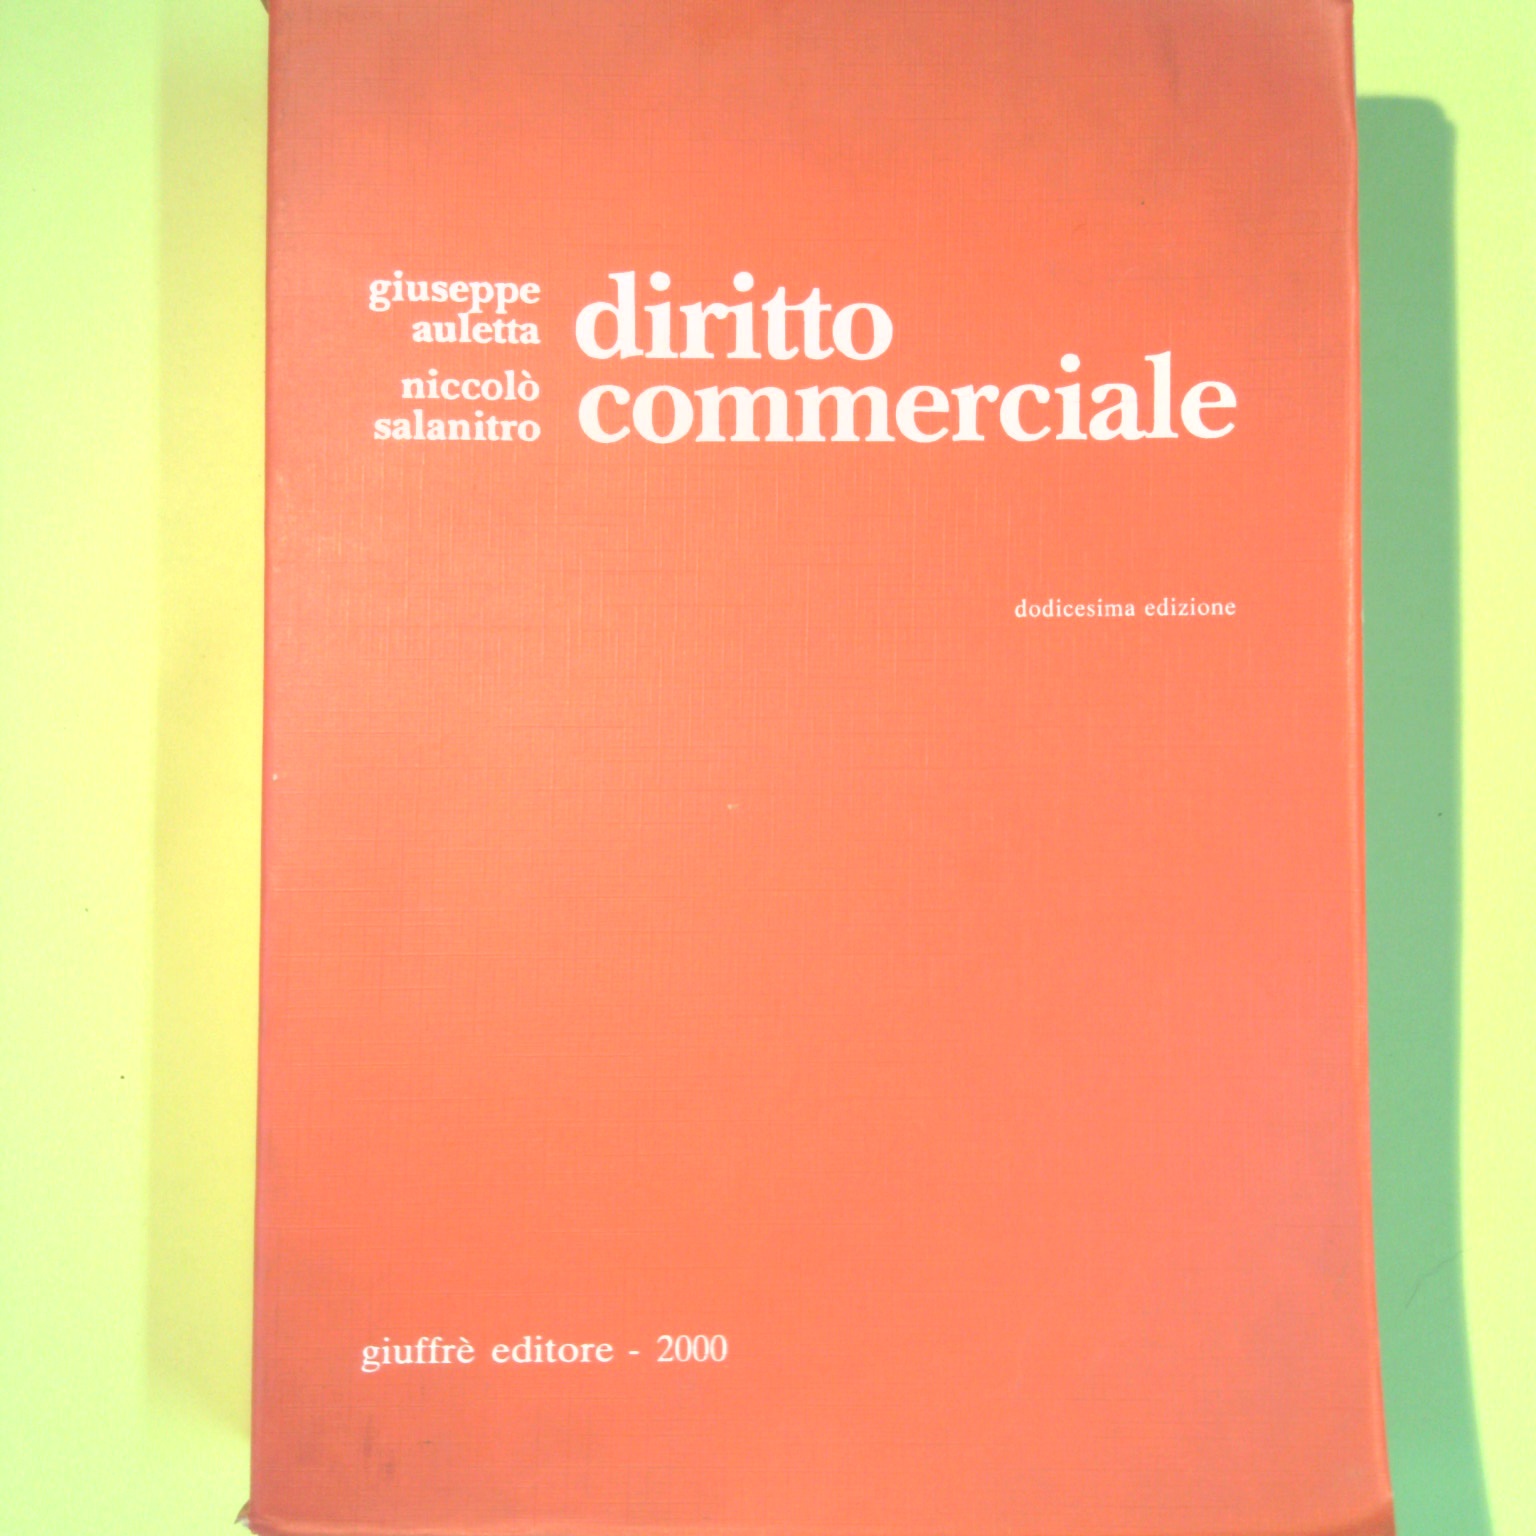 giuseppe
auletta
niccolò
salanitro
diritto
commerciale
dodicesima edizione
giuffrè editore - 2000